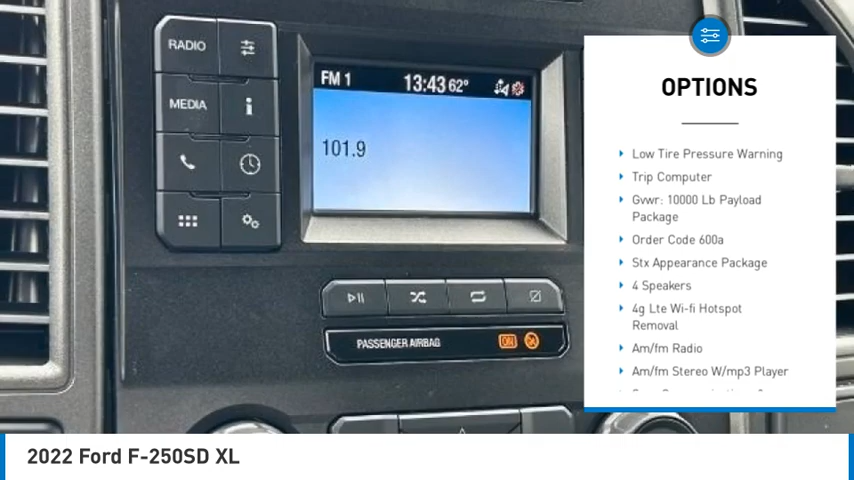 RADIO
MEDIA
FM 1 13:43 62°
101.9
PASSENGER AIRBAG
OPTIONS
Low Tire Pressure Warning
Trip Computer
Gvwr: 10000 Lb Payload
Package
Order Code 600a
Stx Appearance Package
4 Speakers
4g Lte Wi-fi Hotspot
Removal
Am/fm Radio
Am/fm Stereo W/mp3 Player
2022 Ford F-250SD XL